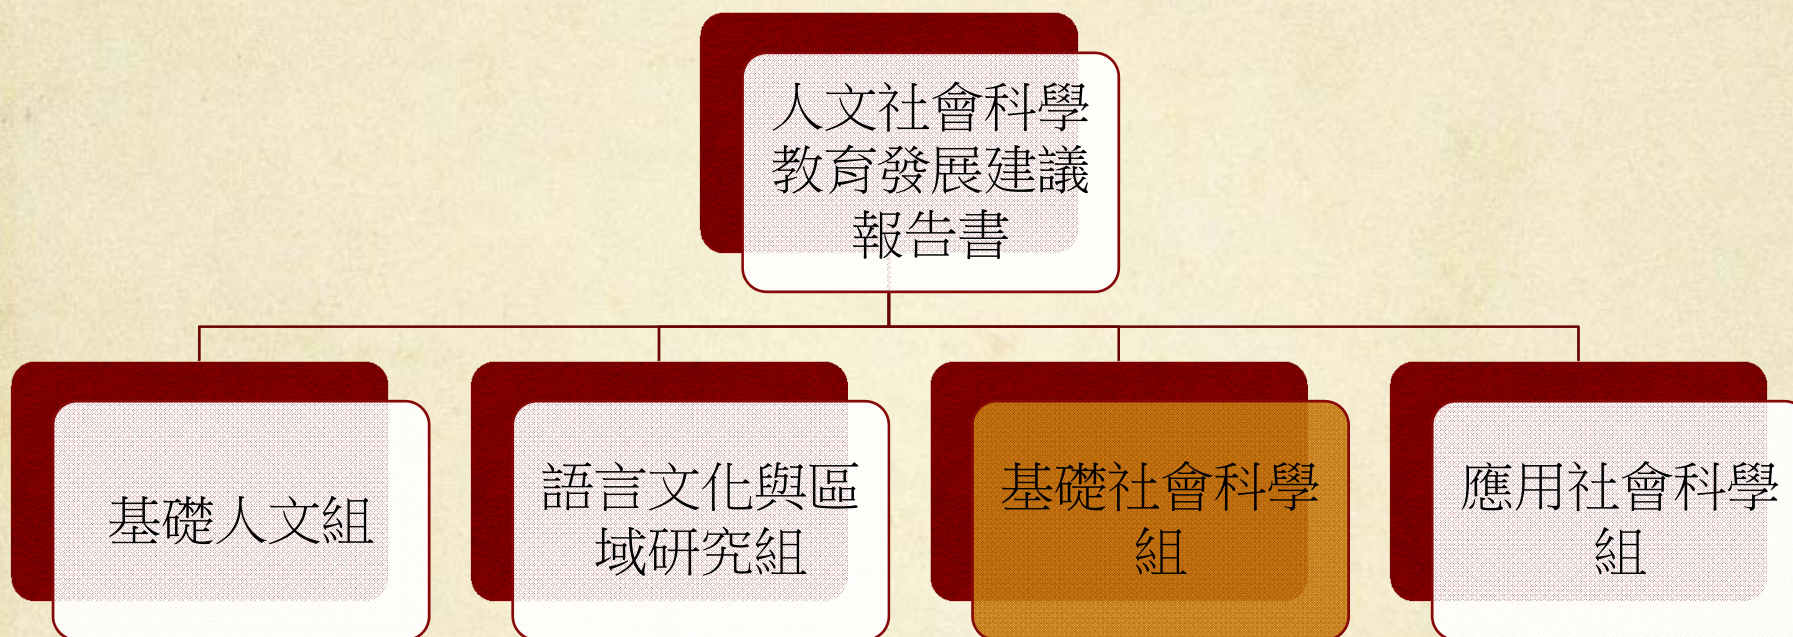 人文社會科學
教育發展建議
報告書
基礎人文組
語言文化與區
域研究組
基礎社會科學
組
應用社會科學
組